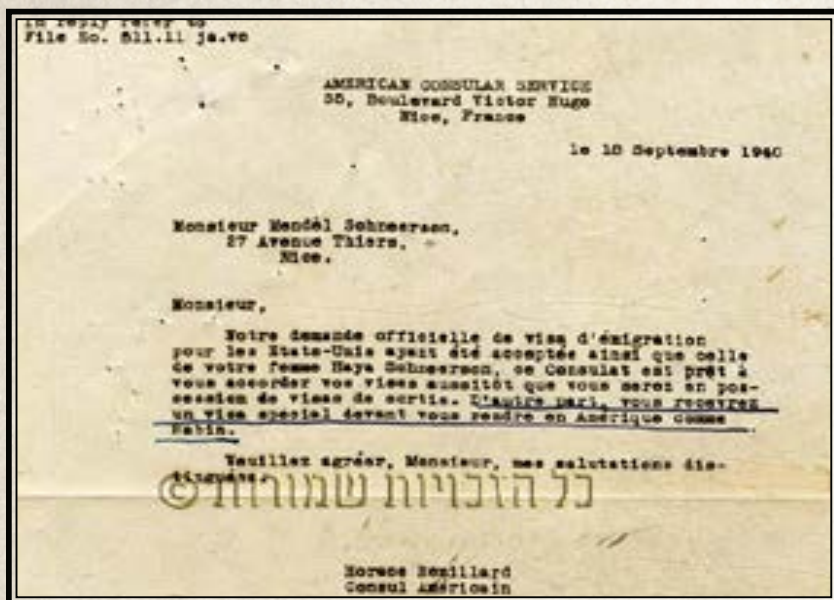 In reply refer to
File No. 811.11 ja.vo
AMERICAN CONSULAR SERVICE
Boulevard Victor Hugo
Nice, France
le 18 Septembre 1940
Monsieur Mendel Schneerson,
27 Avenue Thiers,
Nice.
Monsieur,
Notre demande officielle de visa d'émigration
pour les Etats-Unis ayant été acceptée ainsi que celle
de votre femme Haya Schneerson, ce Consulat est prêt à
vous accorder vos visas aussitôt que vous serez en pos-
session de visas de sortie. D'autre part, vous recevrez
un visa special devant vous rendre en Amérique comme
Rabin.
Veuillez agréer, Monsieur, mes salutations dis-
tinguées.
© כל הזכויות שמורות
Horace Remillard
Consul Américain